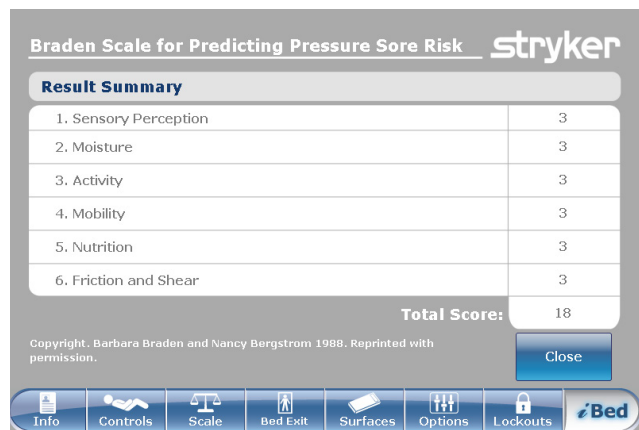 Braden Scale for Predicting Pressure Sore Risk stryker
Result Summary
1. Sensory Perception 3
2. Moisture 3
3. Activity 3
4. Mobility 3
5. Nutrition 3
6. Friction and Shear 3
Total Score: 18
Copyright. Barbara Braden and Nancy Bergstrom 1988. Reprinted with
permission.
Close
Info Controls Scale Bed Exit Surfaces Options Lockouts iBed